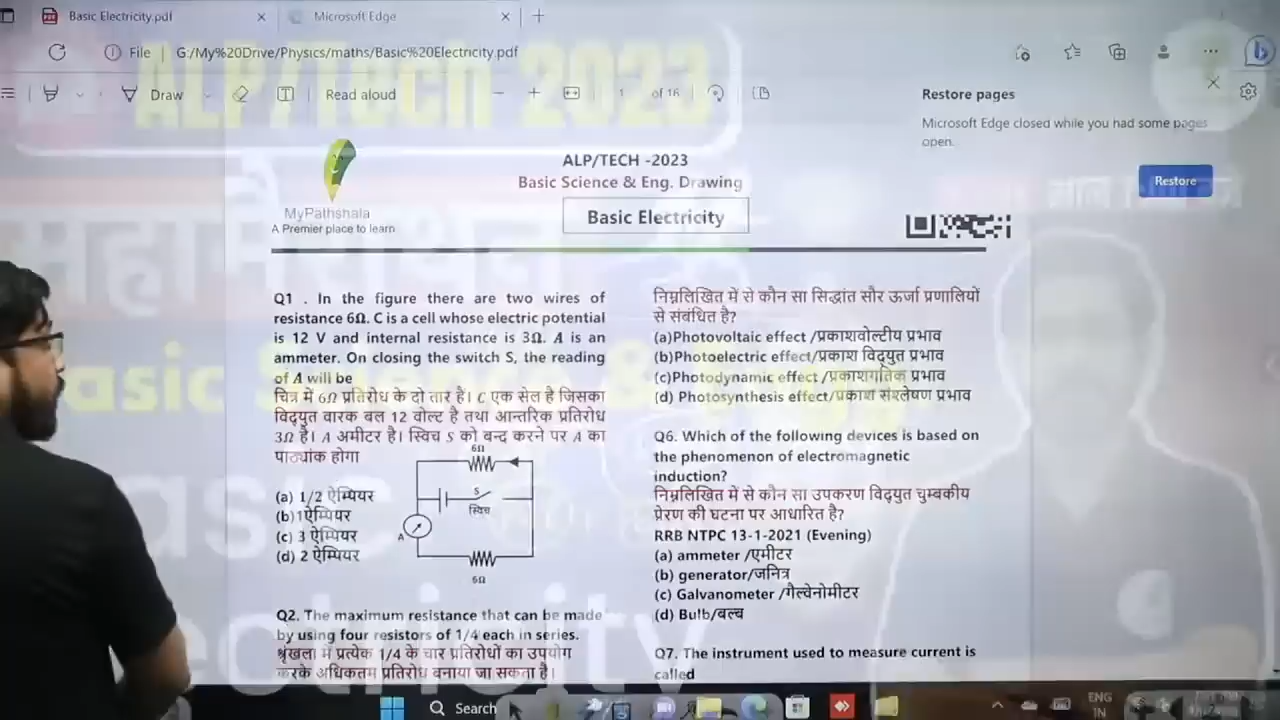 Basic Electricity.pdf
Microsoft Edge
File
G:/My%20Drive/Physics/maths/Basic%20Electricity.pdf
ALP/Tech 2023
Draw
Read aloud
1 of 16
Restore pages
Microsoft Edge closed while you had some pages
open.
Restore
MyPathshala
A Premier place to learn
ALP/TECH -2023
Basic Science & Eng. Drawing
Basic Electricity
Q1 . In the figure there are two wires of
resistance 6Ω. C is a cell whose electric potential
is 12 V and internal resistance is 3Ω. A is an
ammeter. On closing the switch S, the reading
of A will be
चित्र में 6Ω प्रतिरोध के दो तार हैं। C एक सेल है जिसका
विद्युत वारक बल 12 वोल्ट है तथा आन्तरिक प्रतिरोध
3Ω है। A अमीटर है। स्विच S को बन्द करने पर A का
पाठ्यांक होगा
(a) 1/2 ऐम्पियर
(b)1ऐम्पियर
(c) 3 ऐम्पियर
(d) 2 ऐम्पियर
6Ω
S
स्विच
A
6Ω
Q2. The maximum resistance that can be made
by using four resistors of 1/4 each in series.
श्रृंखला में प्रत्येक 1/4 के चार प्रतिरोधों का उपयोग
करके अधिकतम प्रतिरोध बनाया जा सकता है।
निम्नलिखित में से कौन सा सिद्धांत सौर ऊर्जा प्रणालियों
से संबंधित है?
(a)Photovoltaic effect /प्रकाशवोल्टीय प्रभाव
(b)Photoelectric effect/प्रकाश विद्युत प्रभाव
(c)Photodynamic effect /प्रकाशगतिक प्रभाव
(d) Photosynthesis effect/प्रकाश संश्लेषण प्रभाव
Q6. Which of the following devices is based on
the phenomenon of electromagnetic
induction?
निम्नलिखित में से कौन सा उपकरण विद्युत चुम्बकीय
प्रेरण की घटना पर आधारित है?
RRB NTPC 13-1-2021 (Evening)
(a) ammeter /एमीटर
(b) generator/जनित्र
(c) Galvanometer /गैल्वेनोमीटर
(d) Bulb/बल्ब
Q7. The instrument used to measure current is
called
Basic
Electricity
Search
ENG
IN